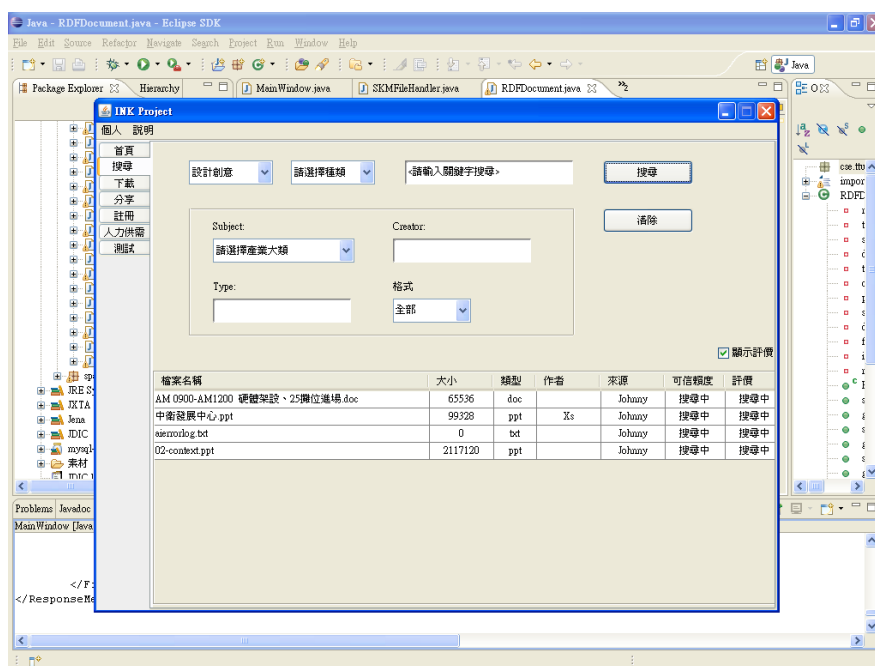 Java - RDFDocument.java - Eclipse SDK
File Edit Source Refactor Navigate Search Project Run Window Help
Java
Package Explorer Hierarchy MainWindow.java SKMFileHandler.java RDFDocument.java 2
INK Project
個人 說明
首頁
搜尋
下載
分享
註冊
人力供需
測試
設計創意 請選擇種類 <請輸入關鍵字搜尋> 搜尋
清除
Subject: Creator:
請選擇產業大類
Type: 格式
全部
顯示評價
檔案名稱 大小 類型 作者 來源 可信賴度 評價
AM 0900-AM1200 硬體架設、25攤位進場.doc 65536 doc Johnny 搜尋中 搜尋中
中衛發展中心.ppt 99328 ppt Xs Johnny 搜尋中 搜尋中
aierrorlog.txt 0 txt Johnny 搜尋中 搜尋中
02-context.ppt 2117120 ppt Johnny 搜尋中 搜尋中
cse.ttu
impor
RDFD
JRE Sy
JXTA
Jena
JDIC
mysql-
素材
Problems Javadoc
MainWindow [Java
</F
</ResponseMe